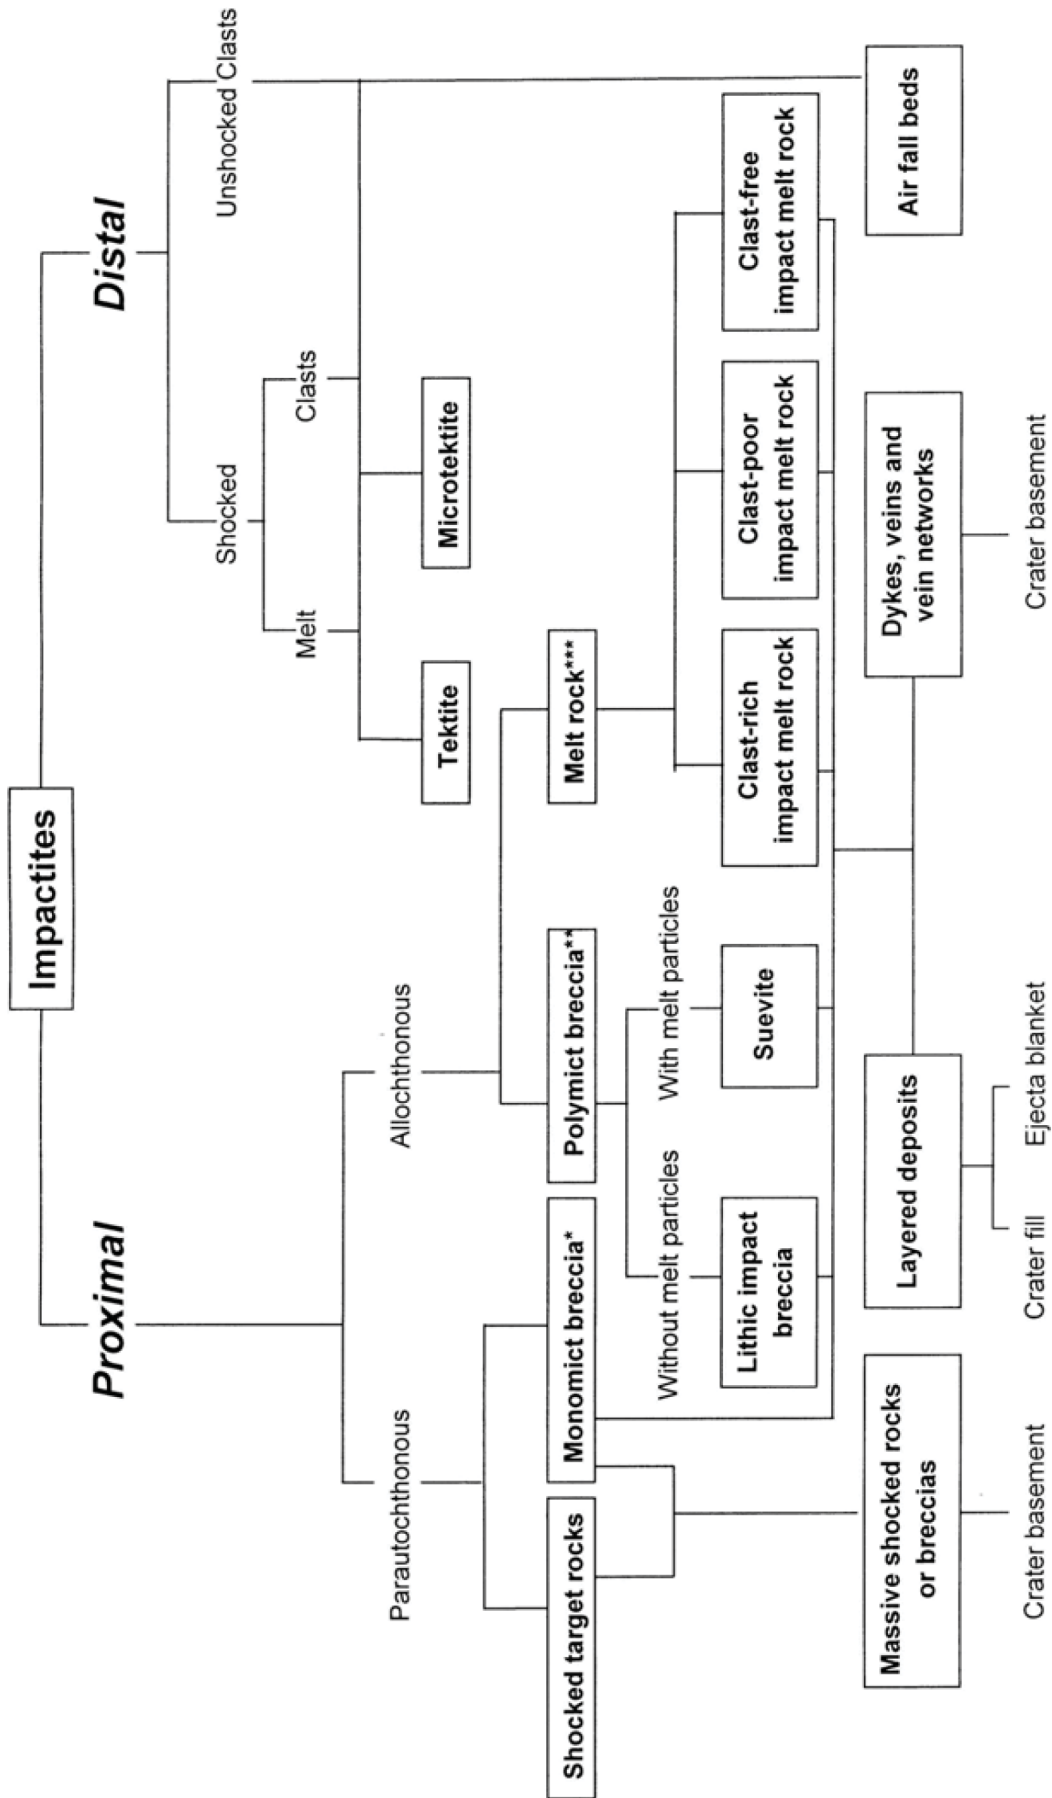 Impactites
Proximal
Distal
Shocked
Unshocked Clasts
Melt
Clasts
Parautochthonous
Allochthonous
Tektite
Microtektite
Shocked target rocks
Monomict breccia*
Polymict breccia**
Melt rock***
Without melt particles
With melt particles
Lithic impact
breccia
Suevite
Clast-rich
impact melt rock
Clast-poor
impact melt rock
Clast-free
impact melt rock
Massive shocked rocks
or breccias
Layered deposits
Dykes, veins and
vein networks
Air fall beds
Crater basement
Crater fill
Ejecta blanket
Crater basement